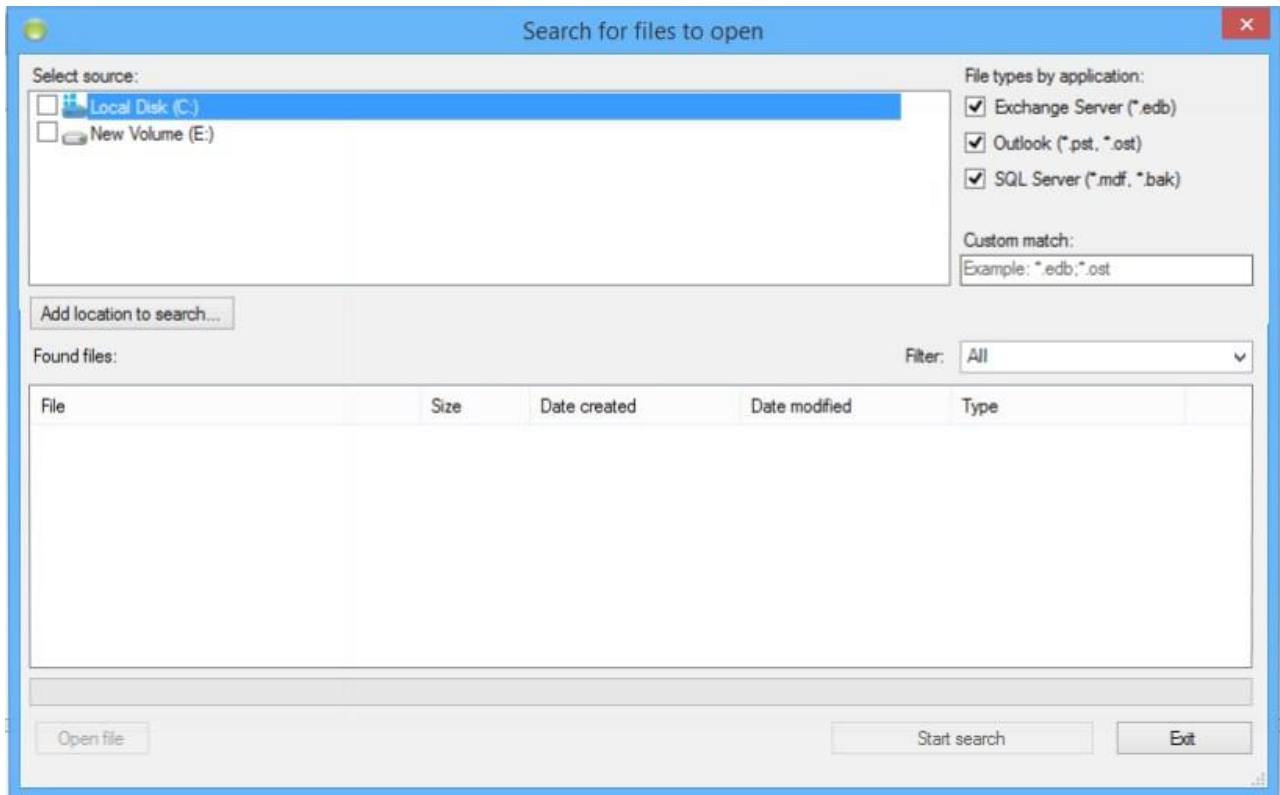 Search for files to open
Select source:
Local Disk (C:)
New Volume (E:)
File types by application:
Exchange Server (*.edb)
Outlook (*.pst, *.ost)
SQL Server (*.mdf, *.bak)
Custom match:
Example: *.edb;*.ost
Add location to search...
Found files:
Filter: All
File Size Date created Date modified Type
Open file Start search Exit